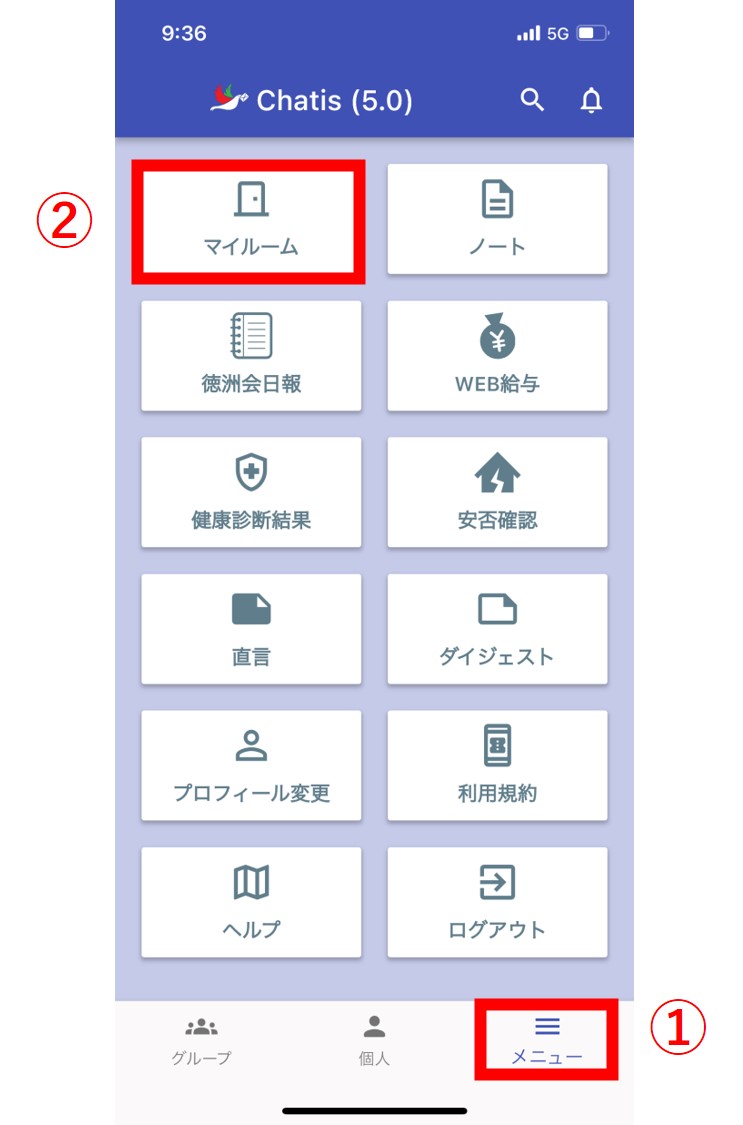 9:36
5G
Chatis (5.0)
②
マイルーム
ノート
徳洲会日報
¥
WEB給与
健康診断結果
安否確認
直言
ダイジェスト
プロフィール変更
利用規約
ヘルプ
ログアウト
グループ
個人
メニュー
①